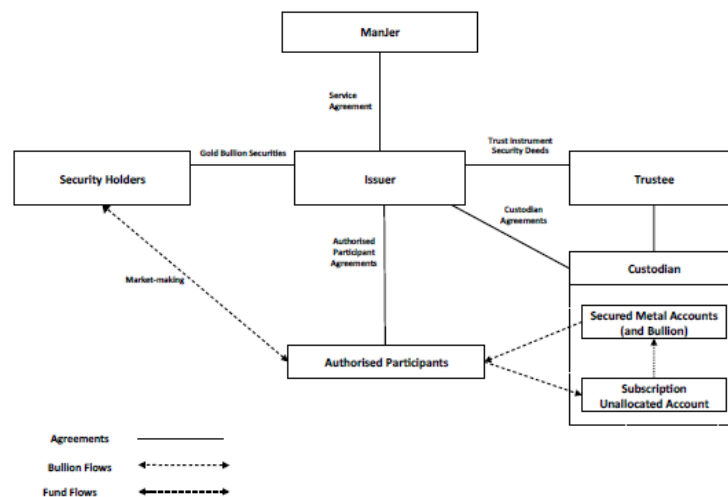 ManJer
Service
Agreement
Gold Bullion Securities
Trust Instrument
Security Deeds
Security Holders
Issuer
Trustee
Custodian
Agreements
Authorised
Participant
Agreements
Custodian
Market-making
Secured Metal Accounts
(and Bullion)
Authorised Participants
Subscription
Unallocated Account
Agreements
Bullion Flows
Fund Flows